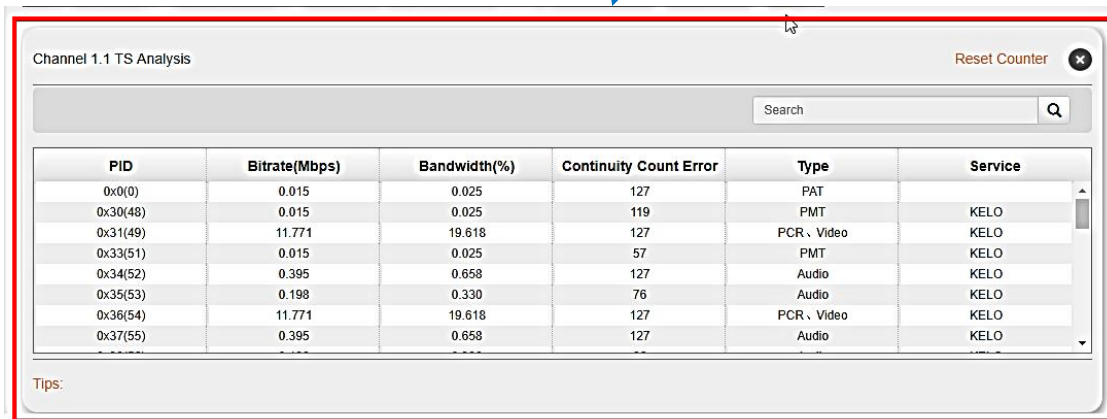 Channel 1.1 TS Analysis Reset Counter
Search
PID Bitrate(Mbps) Bandwidth(%) Continuity Count Error Type Service
0x0(0) 0.015 0.025 127 PAT
0x30(48) 0.015 0.025 119 PMT KELO
0x31(49) 11.771 19.618 127 PCR、Video KELO
0x33(51) 0.015 0.025 57 PMT KELO
0x34(52) 0.395 0.658 127 Audio KELO
0x35(53) 0.198 0.330 76 Audio KELO
0x36(54) 11.771 19.618 127 PCR、Video KELO
0x37(55) 0.395 0.658 127 Audio KELO
Tips: